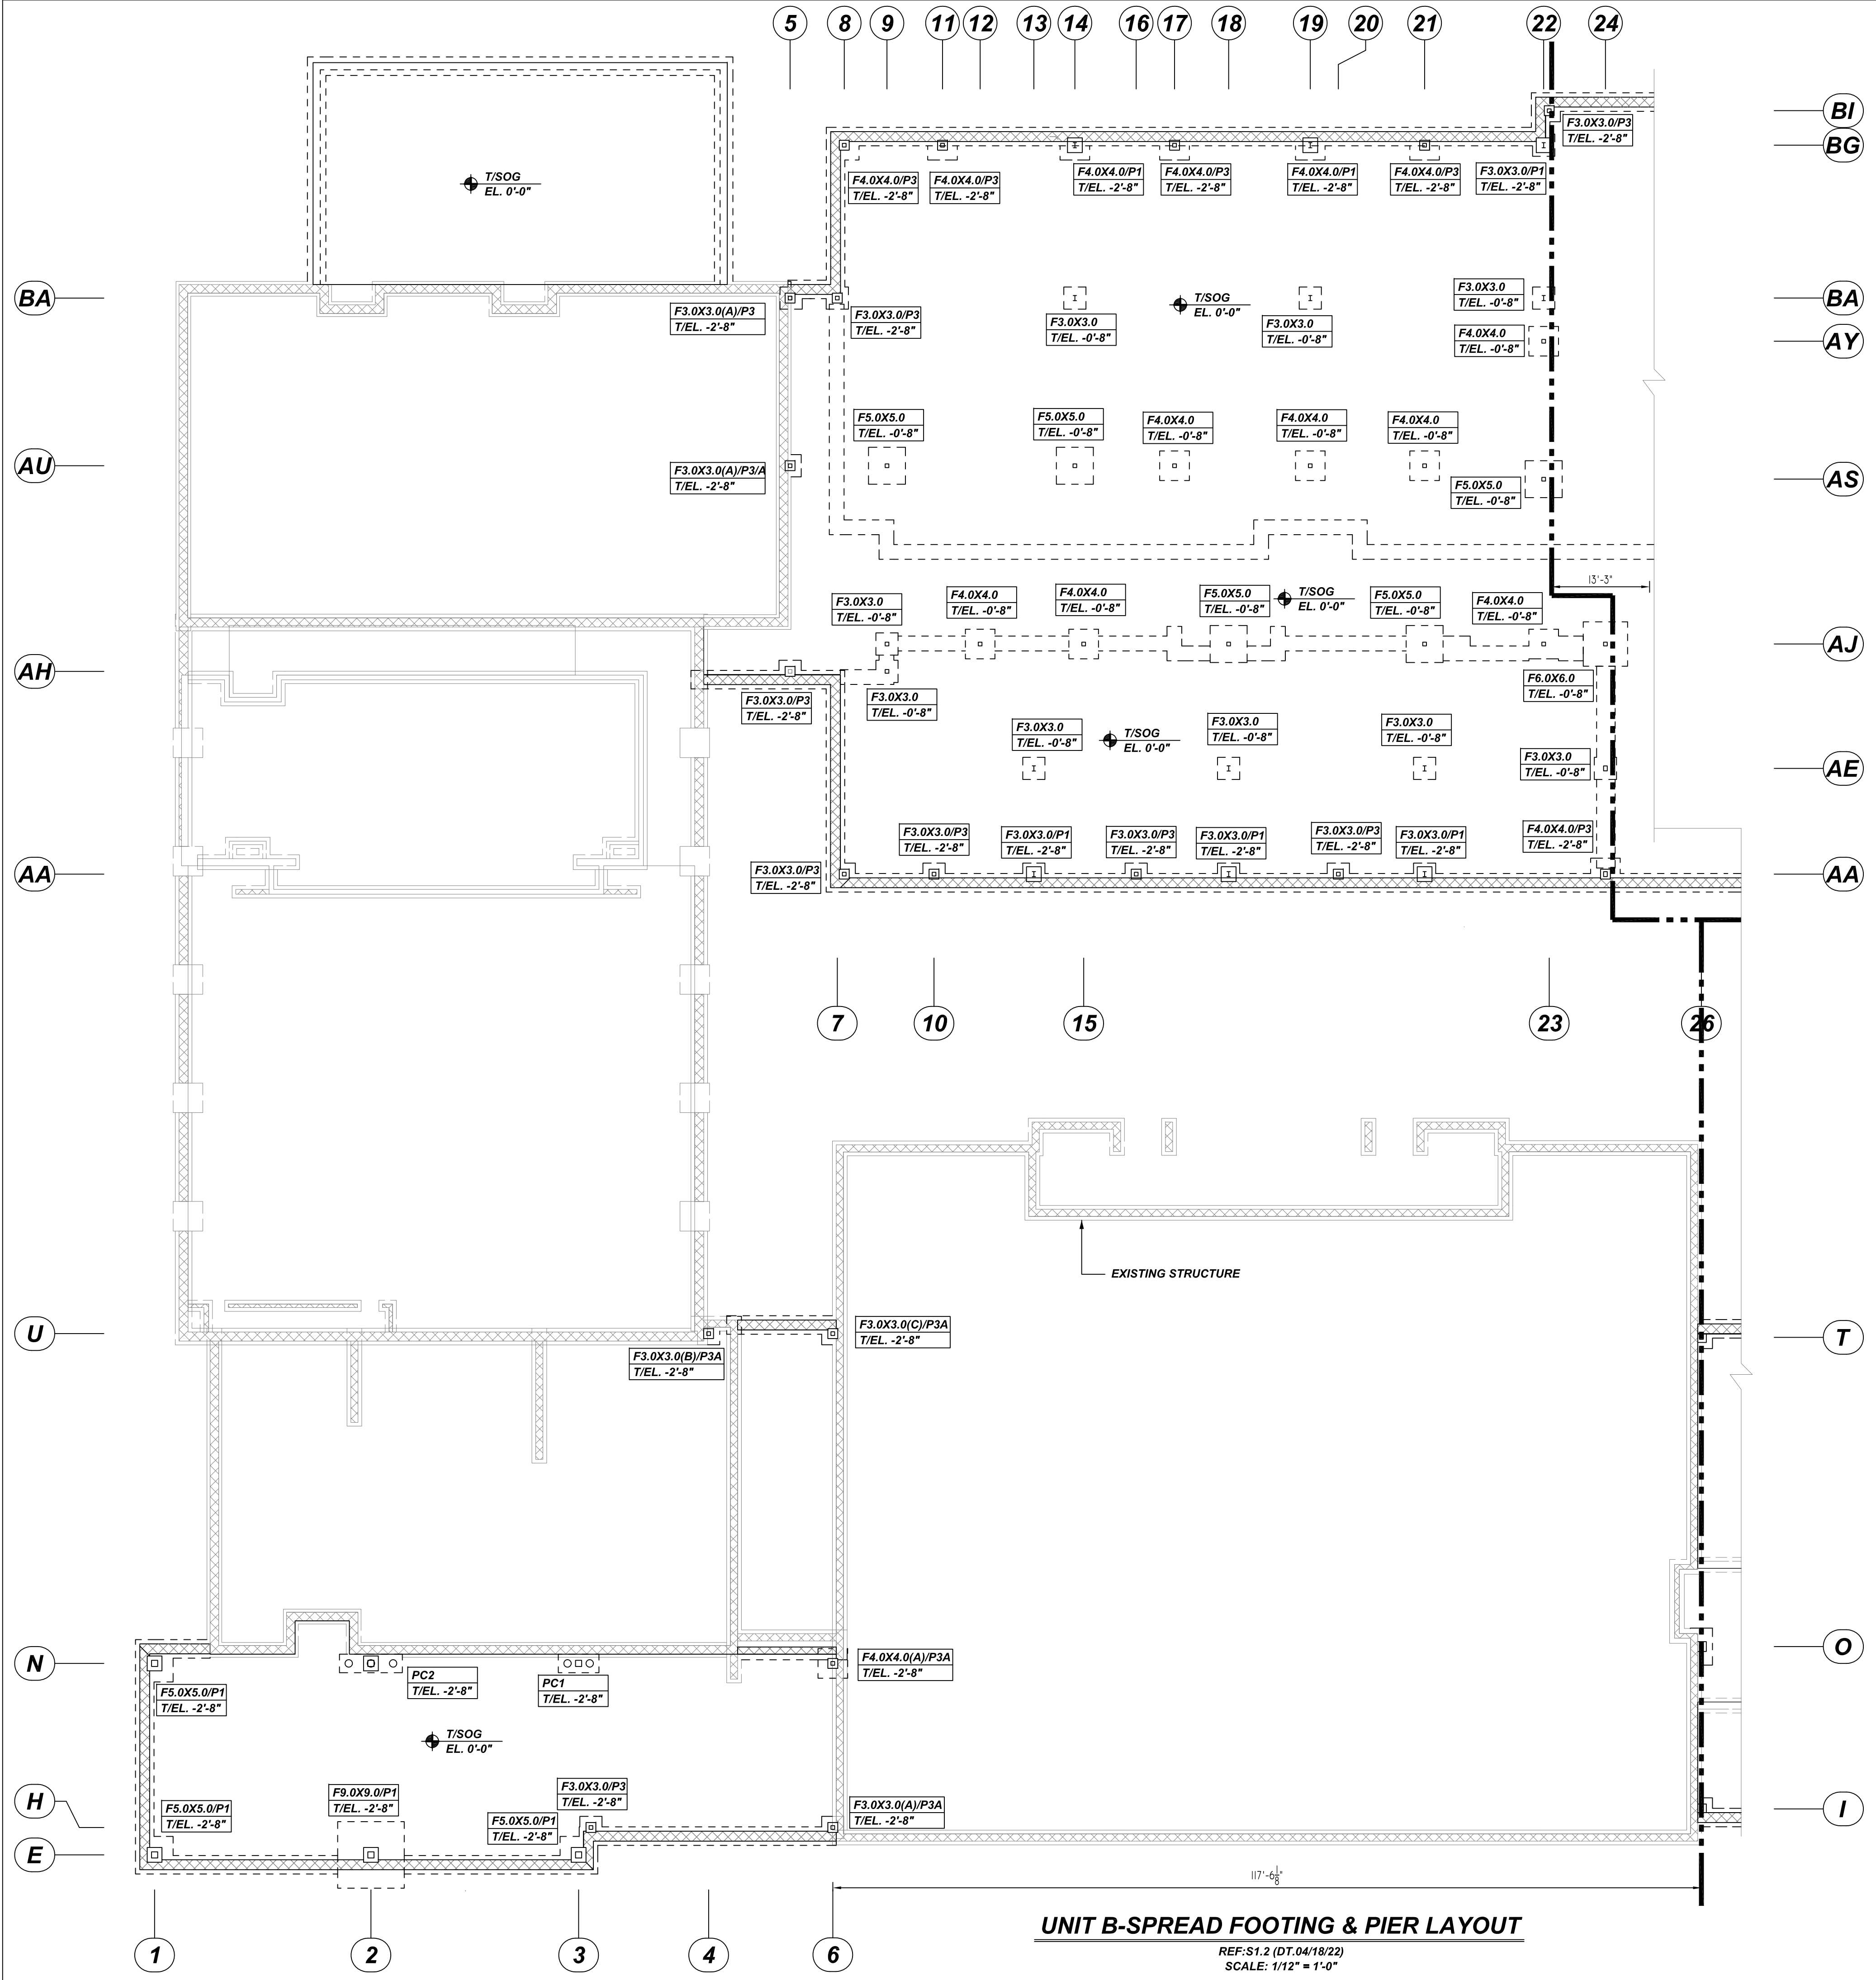 5 8 9 11 12 13 14 16 17 18 19 20 21 22 24
BI
F3.0X3.0/P3
T/EL. -2'-8"
BG
T/SOG
EL. 0'-0"
F4.0X4.0/P3
T/EL. -2'-8"
F4.0X4.0/P3
T/EL. -2'-8"
F4.0X4.0/P1
T/EL. -2'-8"
F4.0X4.0/P3
T/EL. -2'-8"
F4.0X4.0/P1
T/EL. -2'-8"
F4.0X4.0/P3
T/EL. -2'-8"
F3.0X3.0/P1
T/EL. -2'-8"
BA
F3.0X3.0(A)/P3
T/EL. -2'-8"
F3.0X3.0/P3
T/EL. -2'-8"
F3.0X3.0
T/EL. -0'-8"
T/SOG
EL. 0'-0"
F3.0X3.0
T/EL. -0'-8"
F3.0X3.0
T/EL. -0'-8"
BA
F4.0X4.0
T/EL. -0'-8"
AY
F5.0X5.0
T/EL. -0'-8"
F5.0X5.0
T/EL. -0'-8"
F4.0X4.0
T/EL. -0'-8"
F4.0X4.0
T/EL. -0'-8"
F4.0X4.0
T/EL. -0'-8"
AU
F3.0X3.0(A)/P3/A
T/EL. -2'-8"
F5.0X5.0
T/EL. -0'-8"
AS
13'-3"
F3.0X3.0
T/EL. -0'-8"
F4.0X4.0
T/EL. -0'-8"
F4.0X4.0
T/EL. -0'-8"
F5.0X5.0
T/EL. -0'-8"
T/SOG
EL. 0'-0"
F5.0X5.0
T/EL. -0'-8"
F4.0X4.0
T/EL. -0'-8"
AJ
AH
F3.0X3.0/P3
T/EL. -2'-8"
F3.0X3.0
T/EL. -0'-8"
F6.0X6.0
T/EL. -0'-8"
F3.0X3.0
T/EL. -0'-8"
T/SOG
EL. 0'-0"
F3.0X3.0
T/EL. -0'-8"
F3.0X3.0
T/EL. -0'-8"
F3.0X3.0
T/EL. -0'-8"
AE
F3.0X3.0/P3
T/EL. -2'-8"
F3.0X3.0/P1
T/EL. -2'-8"
F3.0X3.0/P3
T/EL. -2'-8"
F3.0X3.0/P1
T/EL. -2'-8"
F3.0X3.0/P3
T/EL. -2'-8"
F3.0X3.0/P1
T/EL. -2'-8"
F4.0X4.0/P3
T/EL. -2'-8"
AA
F3.0X3.0/P3
T/EL. -2'-8"
AA
7 10 15 23 26
EXISTING STRUCTURE
U
F3.0X3.0(B)/P3A
T/EL. -2'-8"
F3.0X3.0(C)/P3A
T/EL. -2'-8"
T
N
F5.0X5.0/P1
T/EL. -2'-8"
PC2
T/EL. -2'-8"
PC1
T/EL. -2'-8"
F4.0X4.0(A)/P3A
T/EL. -2'-8"
O
T/SOG
EL. 0'-0"
H
F5.0X5.0/P1
T/EL. -2'-8"
F9.0X9.0/P1
T/EL. -2'-8"
F5.0X5.0/P1
T/EL. -2'-8"
F3.0X3.0/P3
T/EL. -2'-8"
F3.0X3.0(A)/P3A
T/EL. -2'-8"
I
E
117'-6 1/8"
1 2 3 4 6
UNIT B-SPREAD FOOTING & PIER LAYOUT
REF:S1.2 (DT.04/18/22)
SCALE: 1/12" = 1'-0"